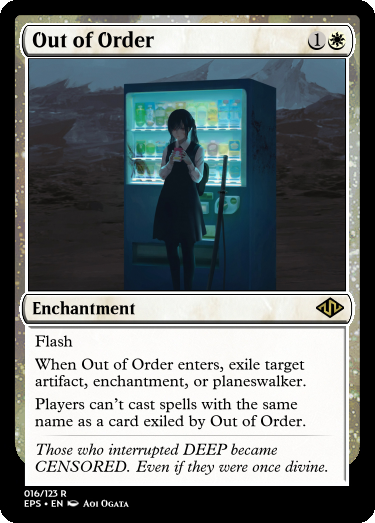 Out of Order
1
Enchantment
Flash
When Out of Order enters, exile target
artifact, enchantment, or planeswalker.
Players can't cast spells with the same
name as a card exiled by Out of Order.
Those who interrupted DEEP became
CENSORED. Even if they were once divine.
016/123 R
EPS • EN Aoi Ogata